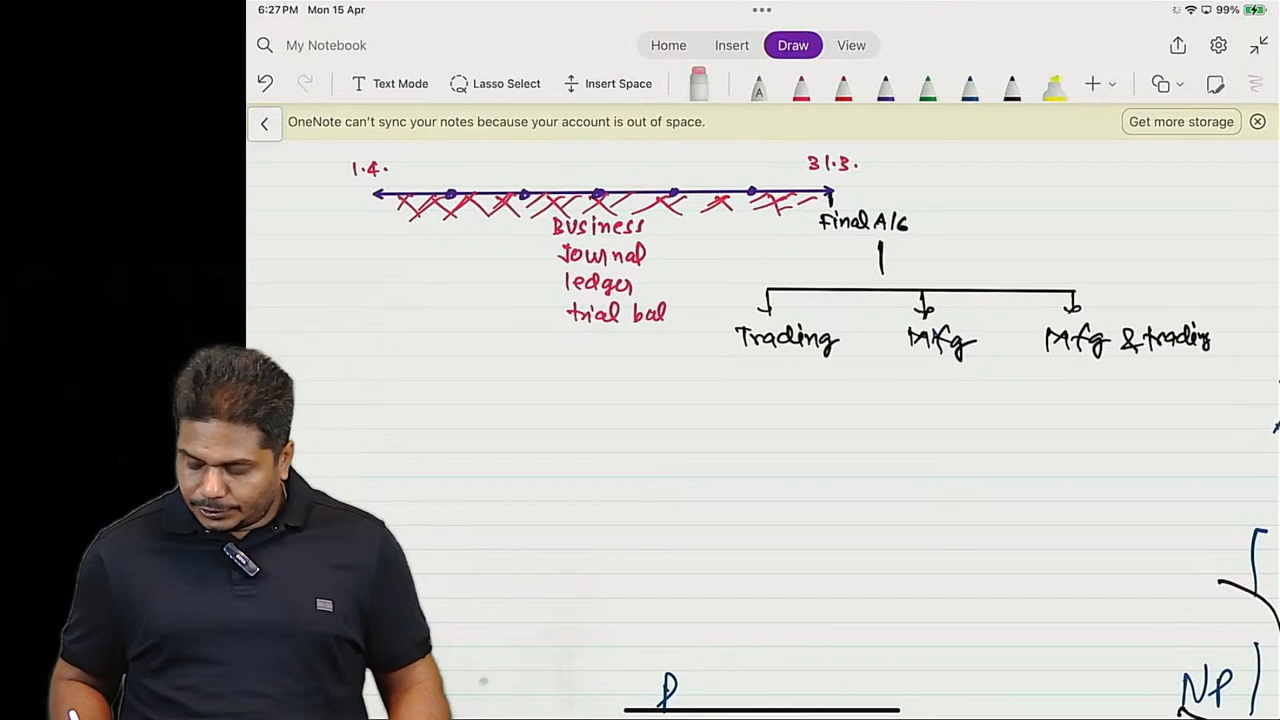 6:27 PM Mon 15 Apr
99%
My Notebook
Home Insert Draw View
Text Mode Lasso Select Insert Space
OneNote can't sync your notes because your account is out of space.
Get more storage
1.4.
31.3.
Final A/C
Business
Journal
ledger
trial bal
Trading Mfg Mfg & trading
P
NP